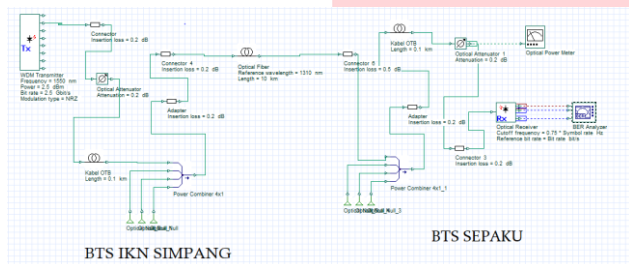 Connector
Insertion loss = 0.2 dB
Tx
WDM Transmitter
Frequency = 1550 nm
Power = 2.5 dBm
Bit rate = 2.5 Gbit/s
Modulation type = NRZ
Optical Attenuator
Attenuation = 0.2 dB
Kabel OTB
Length = 0.1 km
Connector 4
Insertion loss = 0.2 dB
Adapter
Insertion loss = 0.2 dB
Power Combiner 4x1
Optical Fiber
Reference wavelength = 1310 nm
Length = 10 km
Connector 6
Insertion loss = 0.5 dB
Adapter
Insertion loss = 0.2 dB
Power Combiner 4x1_1
Kabel OTB
Length = 0.1 km
Optical Attenuator 1
Attenuation = 0.2 dB
Optical Power Meter
Rx
Optical Receiver
Cutoff frequency = 0.75 * Symbol rate Hz
Reference bit rate = Bit rate bit/s
BER Analyzer
Connector 3
Insertion loss = 0.2 dB
BTS IKN SIMPANG
BTS SEPAKU